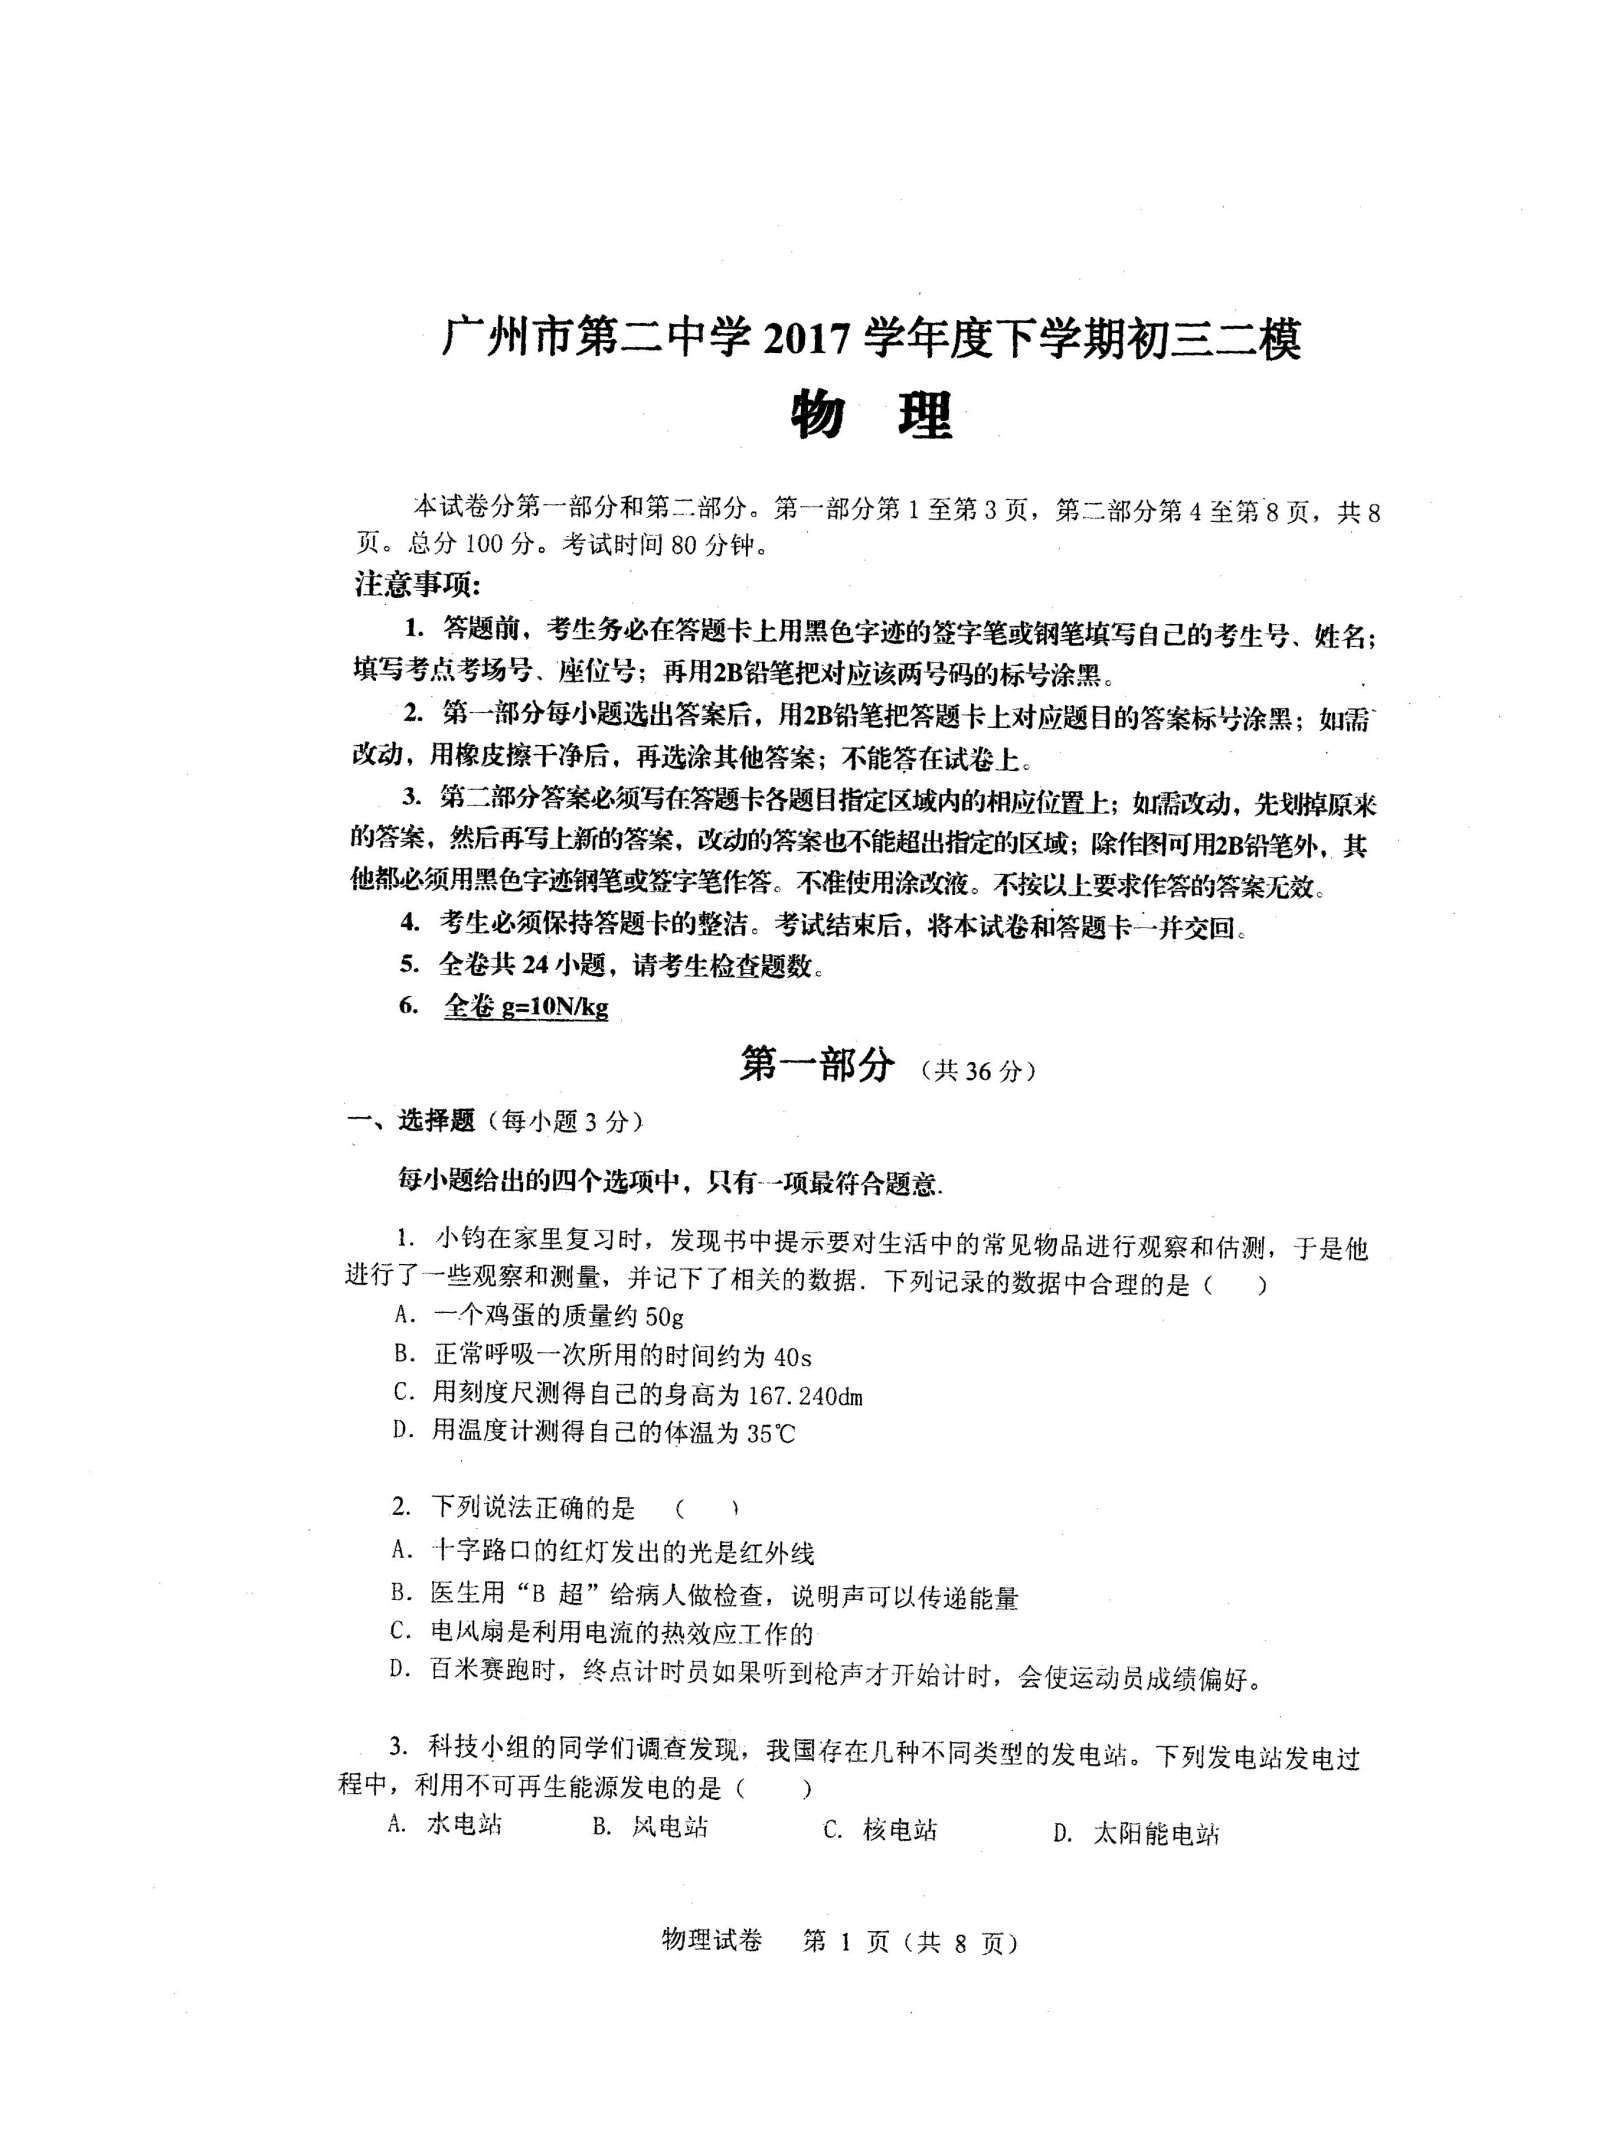 广州市第二中学 2017 学年度下学期初三二模
物 理
本试卷分第一部分和第二部分。第一部分第 1 至第 3 页，第二部分第 4 至第 8 页，共 8
页。总分 100 分。考试时间 80 分钟。
注意事项:
1. 答题前，考生务必在答题卡上用黑色字迹的签字笔或钢笔填写自己的考生号、姓名；
填写考点考场号、座位号；再用2B铅笔把对应该两号码的标号涂黑。
2. 第一部分每小题选出答案后，用2B铅笔把答题卡上对应题目的答案标号涂黑；如需
改动，用橡皮擦干净后，再选涂其他答案；不能答在试卷上。
3. 第二部分答案必须写在答题卡各题目指定区域内的相应位置上；如需改动，先划掉原来
的答案，然后再写上新的答案，改动的答案也不能超出指定的区域；除作图可用2B铅笔外，其
他都必须用黑色字迹钢笔或签字笔作答。不准使用涂改液。不按以上要求作答的答案无效。
4. 考生必须保持答题卡的整洁。考试结束后，将本试卷和答题卡一并交回。
5. 全卷共 24 小题，请考生检查题数。
6. 全卷 g=10N/kg
第一部分 （共 36 分）
一、选择题（每小题 3 分）
每小题给出的四个选项中，只有一项最符合题意.
1. 小钧在家里复习时，发现书中提示要对生活中的常见物品进行观察和估测，于是他
进行了一些观察和测量，并记下了相关的数据．下列记录的数据中合理的是（ ）
A．一个鸡蛋的质量约 50g
B．正常呼吸一次所用的时间约为 40s
C．用刻度尺测得自己的身高为 167.240dm
D．用温度计测得自己的体温为 35℃
2. 下列说法正确的是 （ ）
A．十字路口的红灯发出的光是红外线
B．医生用“B 超”给病人做检查，说明声可以传递能量
C．电风扇是利用电流的热效应工作的
D．百米赛跑时，终点计时员如果听到枪声才开始计时，会使运动员成绩偏好。
3. 科技小组的同学们调查发现，我国存在几种不同类型的发电站。下列发电站发电过
程中，利用不可再生能源发电的是（ ）
A. 水电站 B. 风电站 C. 核电站 D. 太阳能电站
物理试卷 第 1 页（共 8 页）